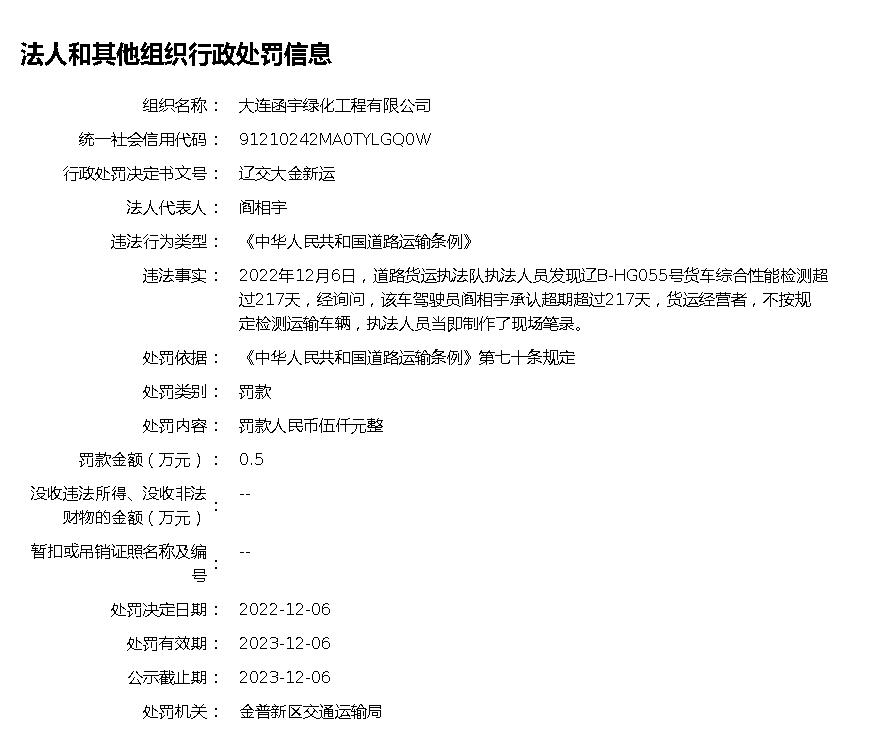 法人和其他组织行政处罚信息
组织名称： 大连函宇绿化工程有限公司
统一社会信用代码： 91210242MA0TYLGQ0W
行政处罚决定书文号： 辽交大金新运
法人代表人： 阎相宇
违法行为类型： 《中华人民共和国道路运输条例》
违法事实： 2022年12月6日，道路货运执法队执法人员发现辽B-HG055号货车综合性能检测超
过217天，经询问，该车驾驶员阎相宇承认超期超过217天，货运经营者，不按规
定检测运输车辆，执法人员当即制作了现场笔录。
处罚依据： 《中华人民共和国道路运输条例》第七十条规定
处罚类别： 罚款
处罚内容： 罚款人民币伍仟元整
罚款金额（万元）： 0.5
没收违法所得、没收非法
财物的金额（万元）： --
暂扣或吊销证照名称及编
号： --
处罚决定日期： 2022-12-06
处罚有效期： 2023-12-06
公示截止期： 2023-12-06
处罚机关： 金普新区交通运输局